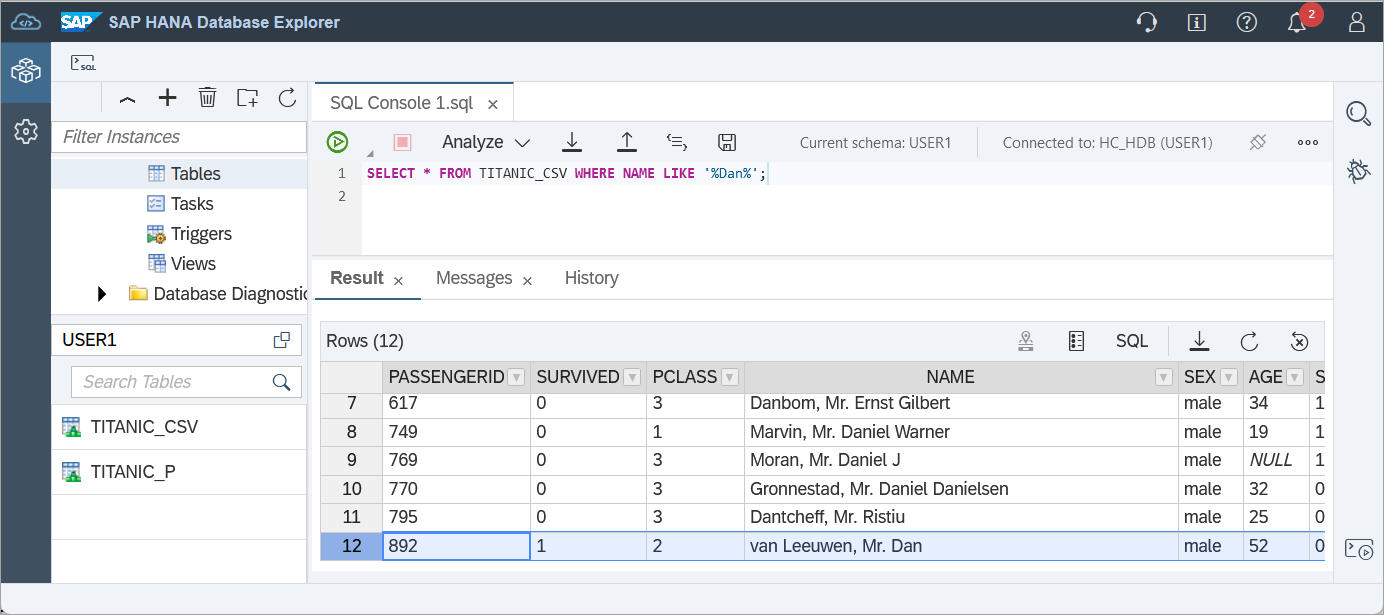 SAP SAP HANA Database Explorer
2
SQL
SQL Console 1.sql
Filter Instances
Analyze
Current schema: USER1
Connected to: HC_HDB (USER1)
Tables
1 SELECT * FROM TITANIC_CSV WHERE NAME LIKE '%Dan%';
Tasks
2
Triggers
Views
Database Diagnostic
Result
Messages
History
USER1
Search Tables
TITANIC_CSV
TITANIC_P
Rows (12)
SQL
PASSENGERID SURVIVED PCLASS NAME SEX AGE S
7 617 0 3 Danbom, Mr. Ernst Gilbert male 34 1
8 749 0 1 Marvin, Mr. Daniel Warner male 19 1
9 769 0 3 Moran, Mr. Daniel J male NULL 1
10 770 0 3 Gronnestad, Mr. Daniel Danielsen male 32 0
11 795 0 3 Dantcheff, Mr. Ristiu male 25 0
12 892 1 2 van Leeuwen, Mr. Dan male 52 0